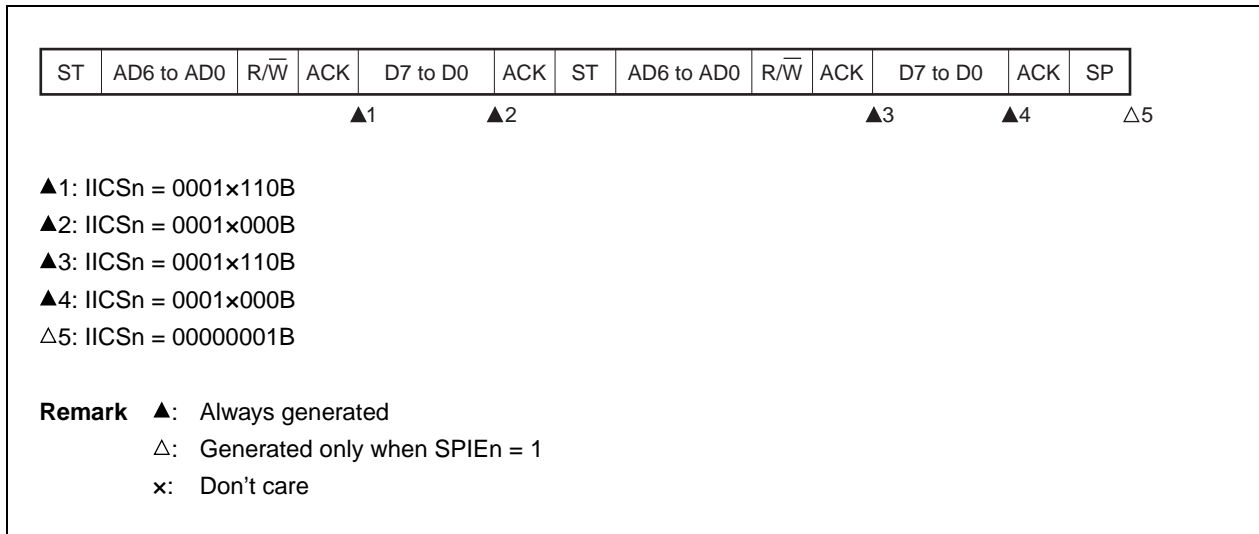 ST AD6 to AD0 R/W̅ ACK D7 to D0 ACK ST AD6 to AD0 R/W̅ ACK D7 to D0 ACK SP
▲1 ▲2 ▲3 ▲4 △5
▲1: IICSn = 0001×110B
▲2: IICSn = 0001×000B
▲3: IICSn = 0001×110B
▲4: IICSn = 0001×000B
△5: IICSn = 00000001B
Remark ▲: Always generated
△: Generated only when SPIEn = 1
×: Don't care